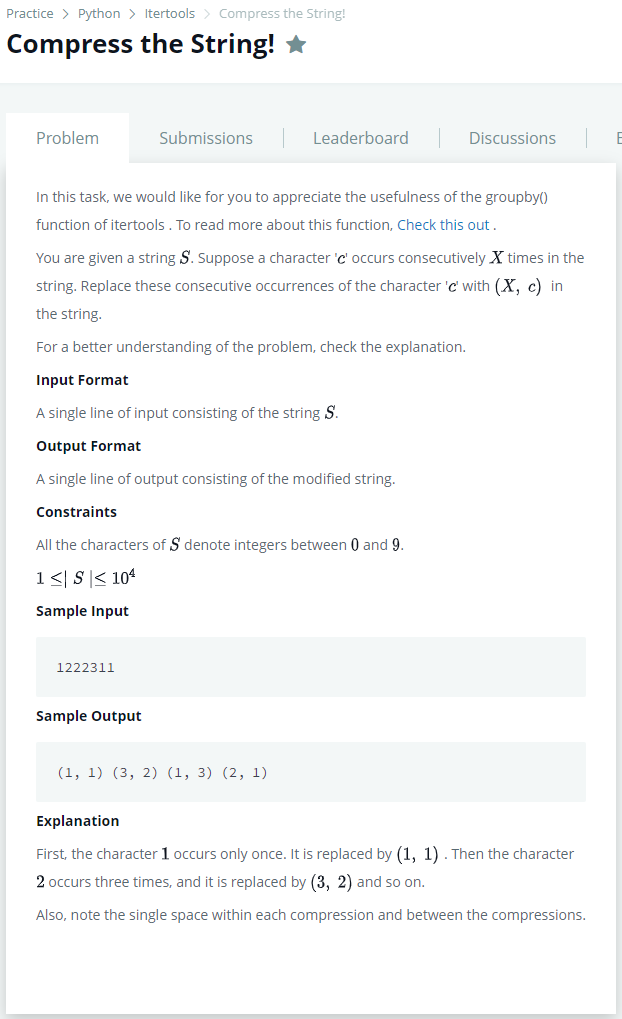 Practice > Python > Itertools > Compress the String!
Compress the String!
Problem Submissions Leaderboard Discussions
In this task, we would like for you to appreciate the usefulness of the groupby()
function of itertools . To read more about this function, Check this out .
You are given a string S. Suppose a character 'c' occurs consecutively X times in the
string. Replace these consecutive occurrences of the character 'c' with (X, c) in
the string.
For a better understanding of the problem, check the explanation.
Input Format
A single line of input consisting of the string S.
Output Format
A single line of output consisting of the modified string.
Constraints
All the characters of S denote integers between 0 and 9.
1 ≤| S |≤ 10⁴
Sample Input
1222311
Sample Output
(1, 1) (3, 2) (1, 3) (2, 1)
Explanation
First, the character 1 occurs only once. It is replaced by (1, 1) . Then the character
2 occurs three times, and it is replaced by (3, 2) and so on.
Also, note the single space within each compression and between the compressions.